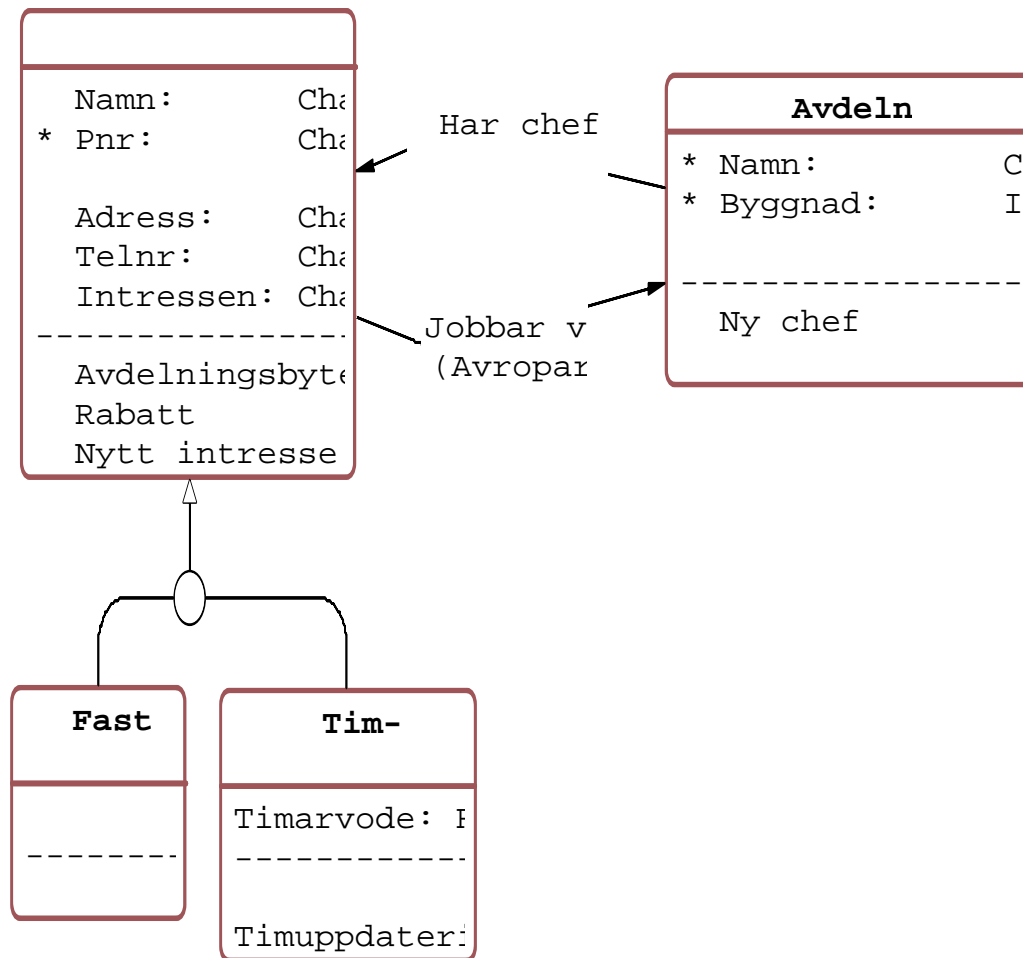 Namn: Cha
* Pnr: Cha
Adress: Cha
Telnr: Cha
Intressen: Cha
Avdelningsbyte
Rabatt
Nytt intresse
Har chef
Jobbar v
(Avropar
Avdeln
* Namn: C
* Byggnad: I
Ny chef
Fast
Tim-
Timarvode:
Timuppdateri